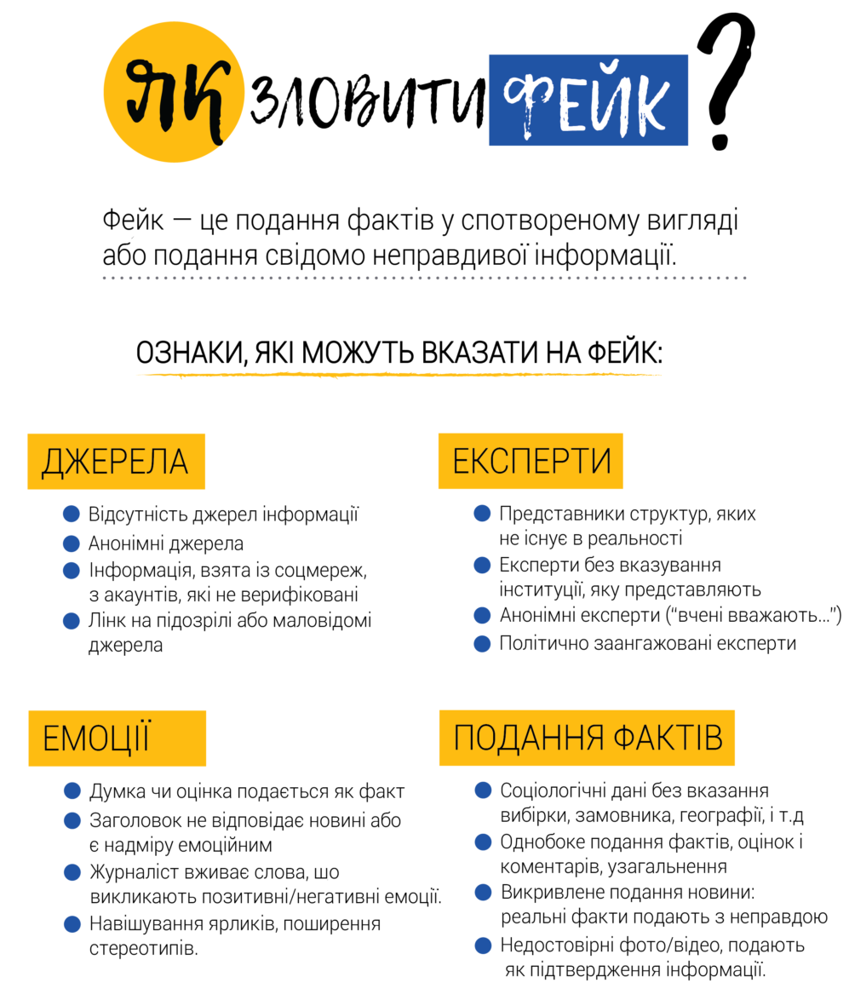 ЯК ЗЛОВИТИ ФЕЙК ?
Фейк — це подання фактів у спотвореному вигляді
або подання свідомо неправдивої інформації.
ОЗНАКИ, ЯКІ МОЖУТЬ ВКАЗАТИ НА ФЕЙК:
ДЖЕРЕЛА
Відсутність джерел інформації
Анонімні джерела
Інформація, взята із соцмереж,
з акаунтів, які не верифіковані
Лінк на підозрілі або маловідомі
джерела
ЕКСПЕРТИ
Представники структур, яких
не існує в реальності
Експерти без вказування
інституції, яку представляють
Анонімні експерти (“вчені вважають...”)
Політично заангажовані експерти
ЕМОЦІЇ
Думка чи оцінка подається як факт
Заголовок не відповідає новині або
є надміру емоційним
Журналіст вживає слова, шо
викликають позитивні/негативні емоції.
Навішування ярликів, поширення
стереотипів.
ПОДАННЯ ФАКТІВ
Соціологічні дані без вказання
вибірки, замовника, географії, і т.д
Однобоке подання фактів, оцінок і
коментарів, узагальнення
Викривлене подання новини:
реальні факти подають з неправдою
Недостовірні фото/відео, подають
як підтвердження інформації.